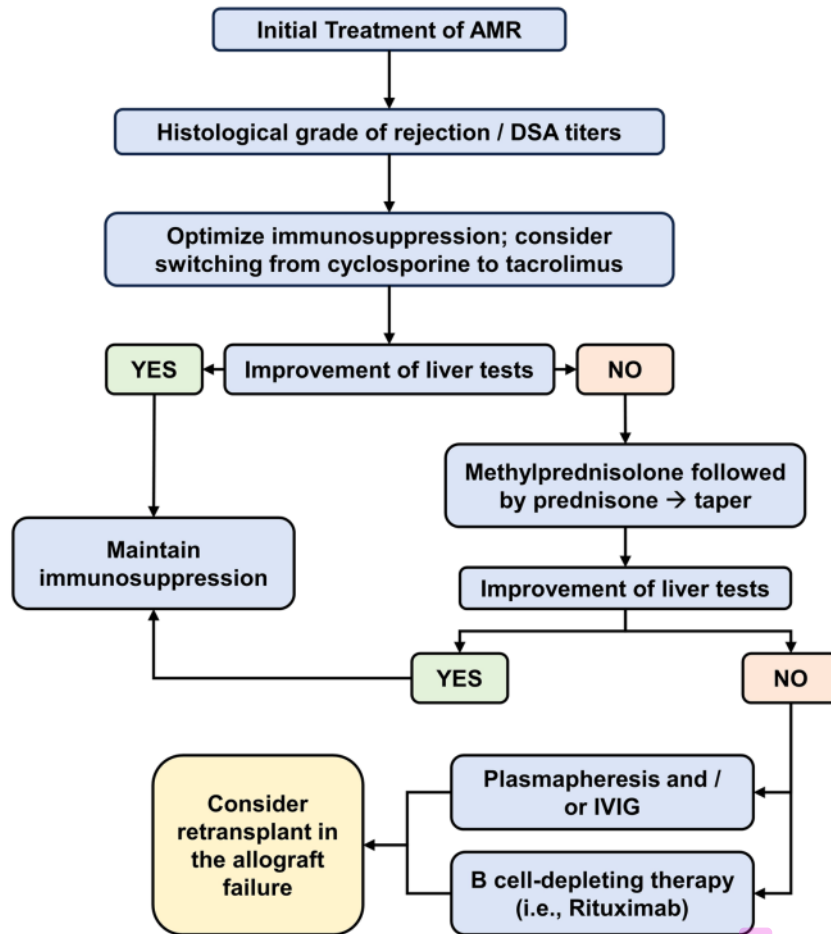 Initial Treatment of AMR
Histological grade of rejection / DSA titers
Optimize immunosuppression; consider
switching from cyclosporine to tacrolimus
YES
Improvement of liver tests
NO
Methylprednisolone followed
by prednisone → taper
Maintain
immunosuppression
Improvement of liver tests
YES
NO
Plasmapheresis and /
or IVIG
Consider
retransplant in
the allograft
failure
B cell-depleting therapy
(i.e., Rituximab)